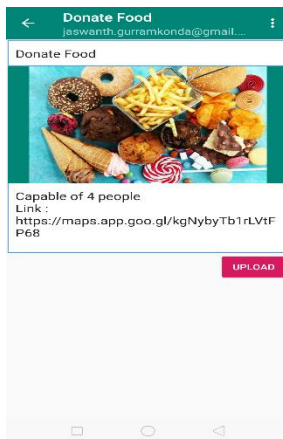 Donate Food
jaswanth.gurramkonda@gmail....
Donate Food
Capable of 4 people
Link :
https://maps.app.goo.gl/kgNybyTb1rLVtF
P68
UPLOAD